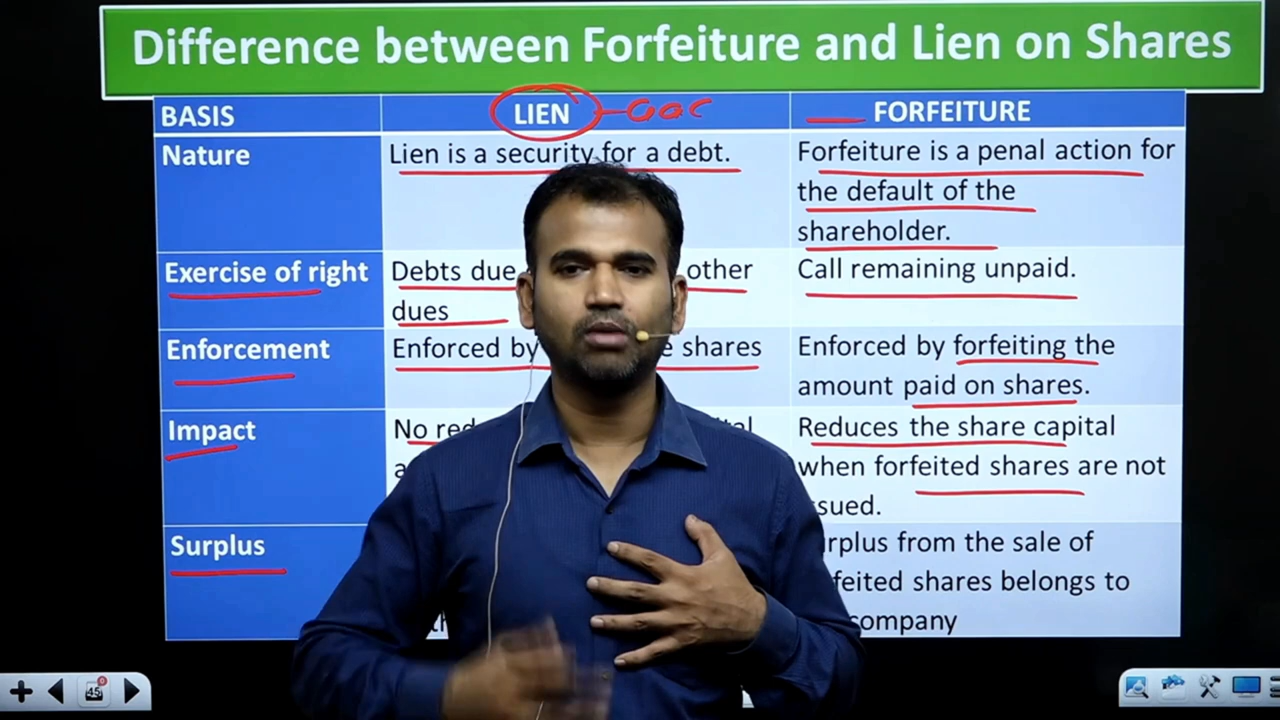 Difference between Forfeiture and Lien on Shares
BASIS
LIEN
FORFEITURE
Nature
Lien is a security for a debt.
Forfeiture is a penal action for
the default of the
shareholder.
Exercise of right
Debts due
other
dues
Call remaining unpaid.
Enforcement
Enforced by
shares
Enforced by forfeiting the
amount paid on shares.
Impact
No
Reduces the share capital
when forfeited shares are not
Surplus
from the sale of
shares belongs to
company
45